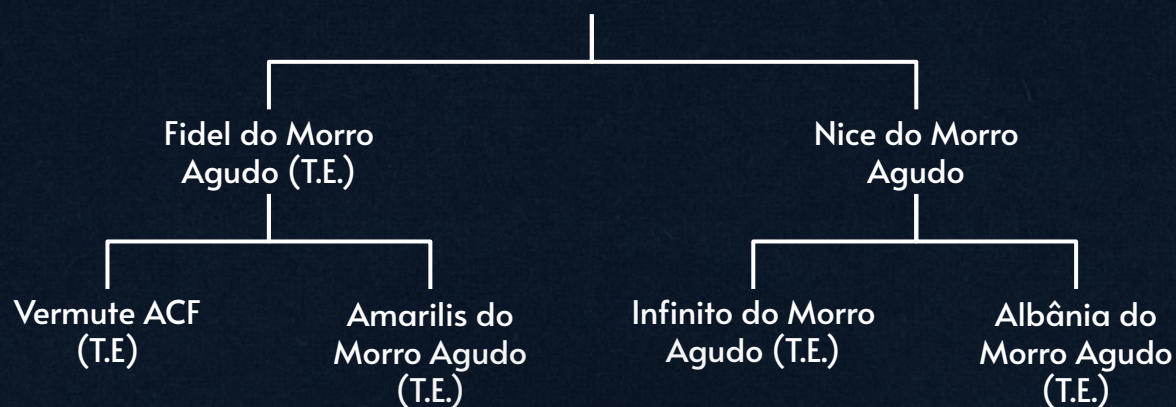 Fidel do Morro
Agudo (T.E.)
Nice do Morro
Agudo
Vermute ACF
(T.E)
Amarilis do
Morro Agudo
(T.E.)
Infinito do Morro
Agudo (T.E.)
Albânia do
Morro Agudo
(T.E.)